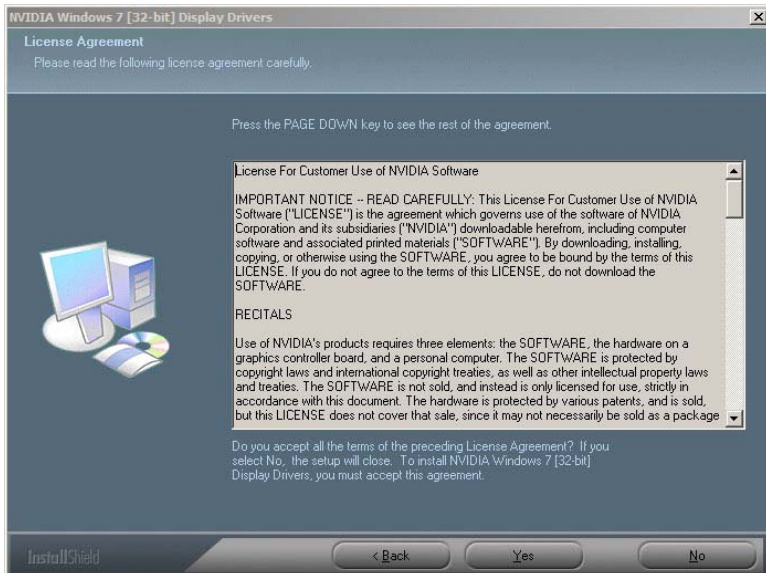 NVIDIA Windows 7 [32-bit] Display Drivers
License Agreement
Please read the following license agreement carefully.
Press the PAGE DOWN key to see the rest of the agreement.
License For Customer Use of NVIDIA Software
IMPORTANT NOTICE -- READ CAREFULLY: This License For Customer Use of NVIDIA
Software ("LICENSE") is the agreement which governs use of the software of NVIDIA
Corporation and its subsidiaries ("NVIDIA") downloadable herefrom, including computer
software and associated printed materials ("SOFTWARE"). By downloading, installing,
copying, or otherwise using the SOFTWARE, you agree to be bound by the terms of this
LICENSE. If you do not agree to the terms of this LICENSE, do not download the
SOFTWARE.
RECITALS
Use of NVIDIA's products requires three elements: the SOFTWARE, the hardware on a
graphics controller board, and a personal computer. The SOFTWARE is protected by
copyright laws and international copyright treaties, as well as other intellectual property laws
and treaties. The SOFTWARE is not sold, and instead is only licensed for use, strictly in
accordance with this document. The hardware is protected by various patents, and is sold,
but this LICENSE does not cover that sale, since it may not necessarily be sold as a package
Do you accept all the terms of the preceding License Agreement? If you
select No, the setup will close. To install NVIDIA Windows 7 [32-bit]
Display Drivers, you must accept this agreement.
InstallShield
< Back
Yes
No